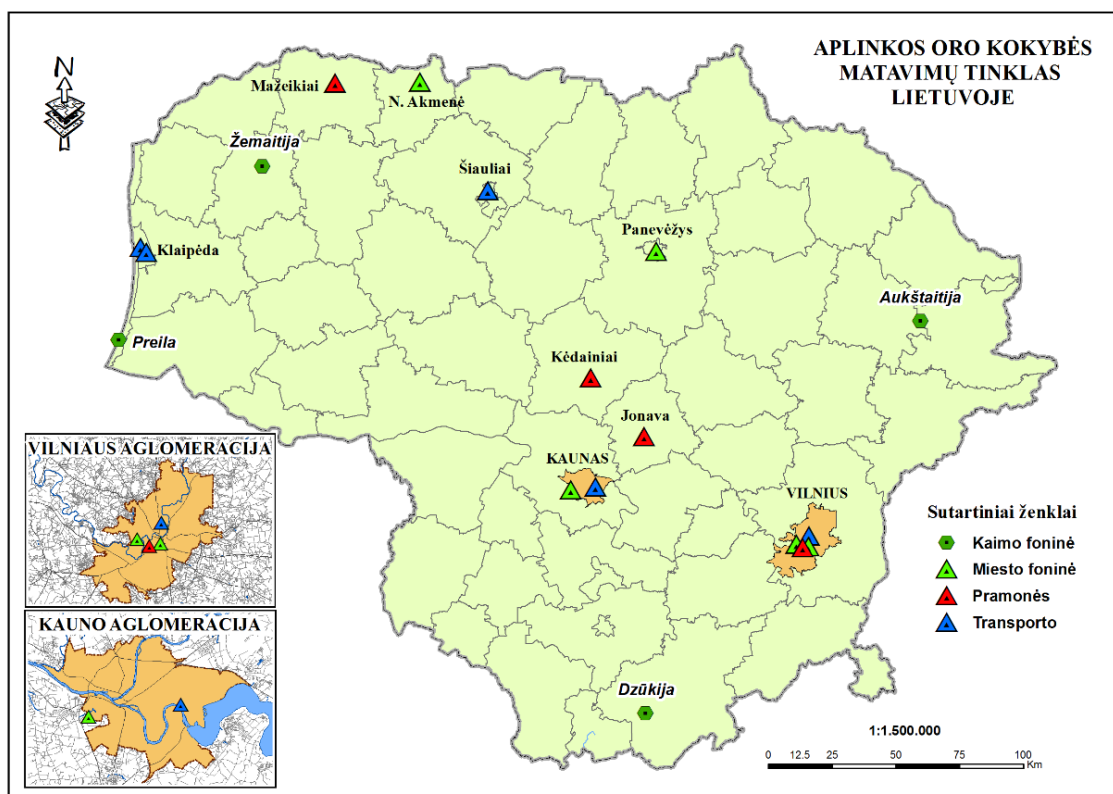 APLINKOS ORO KOKYBĖS
MATAVIMŲ TINKLAS
LIETUVOJE
N
Mažeikiai
N. Akmenė
Žemaitija
Šiauliai
Klaipėda
Panevėžys
Aukštaitija
Preila
Kėdainiai
Jonava
KAUNAS
VILNIUS
VILNIAUS AGLOMERACIJA
KAUNO AGLOMERACIJA
Dzūkija
Sutartiniai ženklai
Kaimo foninė
Miesto foninė
Pramonės
Transporto
1:1.500.000
0 12.5 25 50 75 100
Km